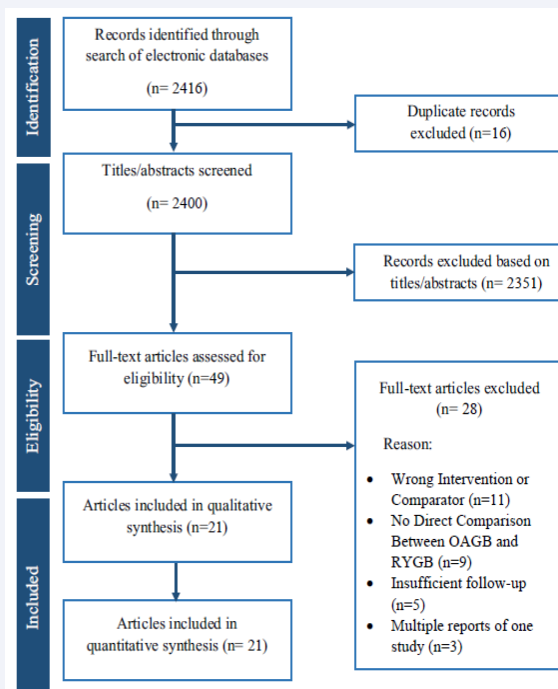 Identification
Records identified through
search of electronic databases
(n= 2416)
Duplicate records
excluded (n=16)
Screening
Titles/abstracts screened
(n= 2400)
Records excluded based on
titles/abstracts (n= 2351)
Eligibility
Full-text articles assessed for
eligibility (n=49)
Full-text articles excluded
(n= 28)
Reason:
• Wrong Intervention or
Comparator (n=11)
• No Direct Comparison
Between OAGB and
RYGB (n=9)
• Insufficient follow-up
(n=5)
• Multiple reports of one
study (n=3)
Included
Articles included in qualitative
synthesis (n=21)
Articles included in
quantitative synthesis (n= 21)